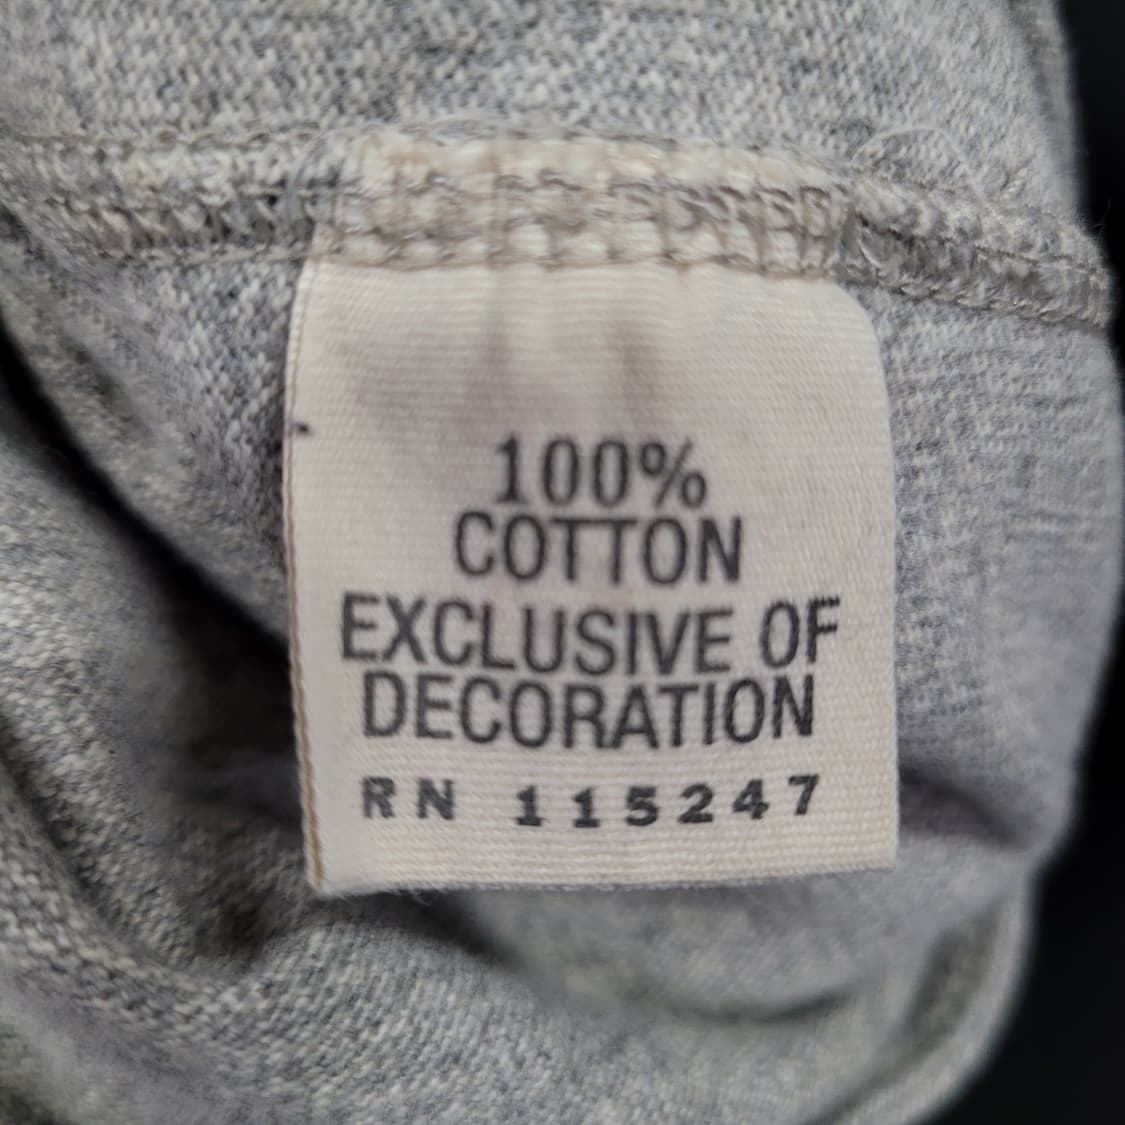 100%
COTTON
EXCLUSIVE OF
DECORATION
RN 115247